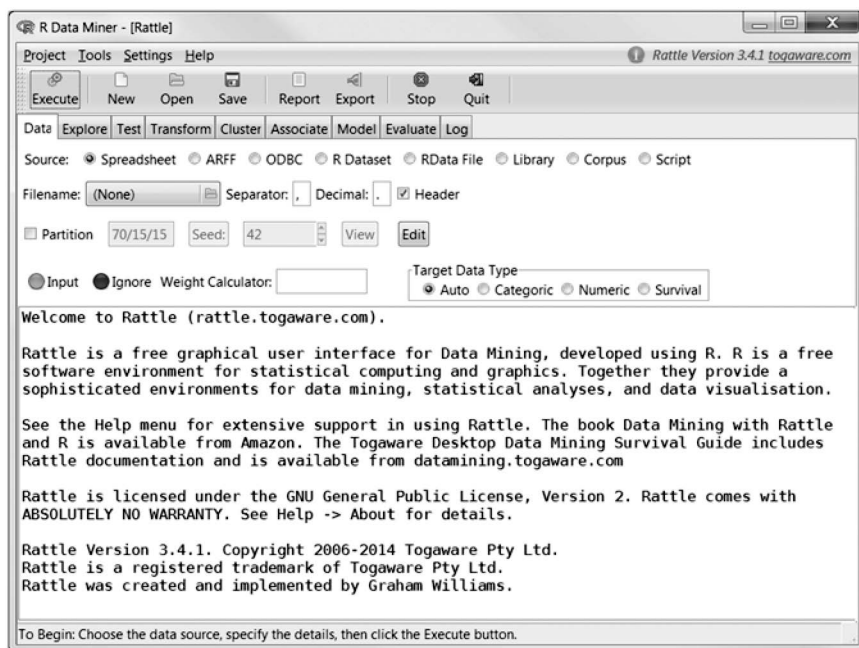 R Data Miner - [Rattle]
Project Tools Settings Help Rattle Version 3.4.1 togaware.com
Execute New Open Save Report Export Stop Quit
Data Explore Test Transform Cluster Associate Model Evaluate Log
Source: Spreadsheet ARFF ODBC R Dataset RData File Library Corpus Script
Filename: (None) Separator: , Decimal: . Header
Partition 70/15/15 Seed: 42 View Edit
Target Data Type
Input Ignore Weight Calculator: Auto Categoric Numeric Survival
Welcome to Rattle (rattle.togaware.com).
Rattle is a free graphical user interface for Data Mining, developed using R. R is a free
software environment for statistical computing and graphics. Together they provide a
sophisticated environments for data mining, statistical analyses, and data visualisation.
See the Help menu for extensive support in using Rattle. The book Data Mining with Rattle
and R is available from Amazon. The Togaware Desktop Data Mining Survival Guide includes
Rattle documentation and is available from datamining.togaware.com
Rattle is licensed under the GNU General Public License, Version 2. Rattle comes with
ABSOLUTELY NO WARRANTY. See Help -> About for details.
Rattle Version 3.4.1. Copyright 2006-2014 Togaware Pty Ltd.
Rattle is a registered trademark of Togaware Pty Ltd.
Rattle was created and implemented by Graham Williams.
To Begin: Choose the data source, specify the details, then click the Execute button.